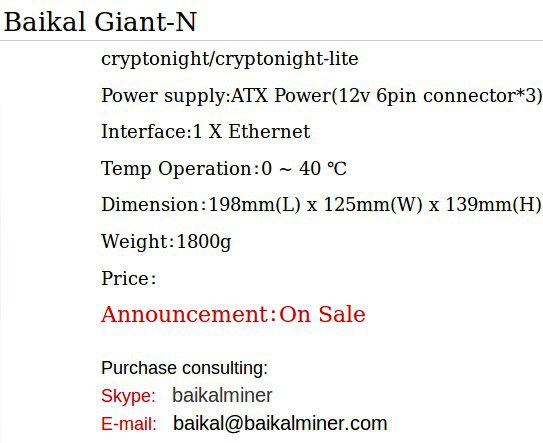 Baikal Giant-N
cryptonight/cryptonight-lite
Power supply:ATX Power(12v 6pin connector*3)
Interface:1 X Ethernet
Temp Operation:0 ~ 40 ℃
Dimension:198mm(L) x 125mm(W) x 139mm(H)
Weight:1800g
Price:
Announcement:On Sale
Purchase consulting:
Skype: baikalminer
E-mail: baikal@baikalminer.com